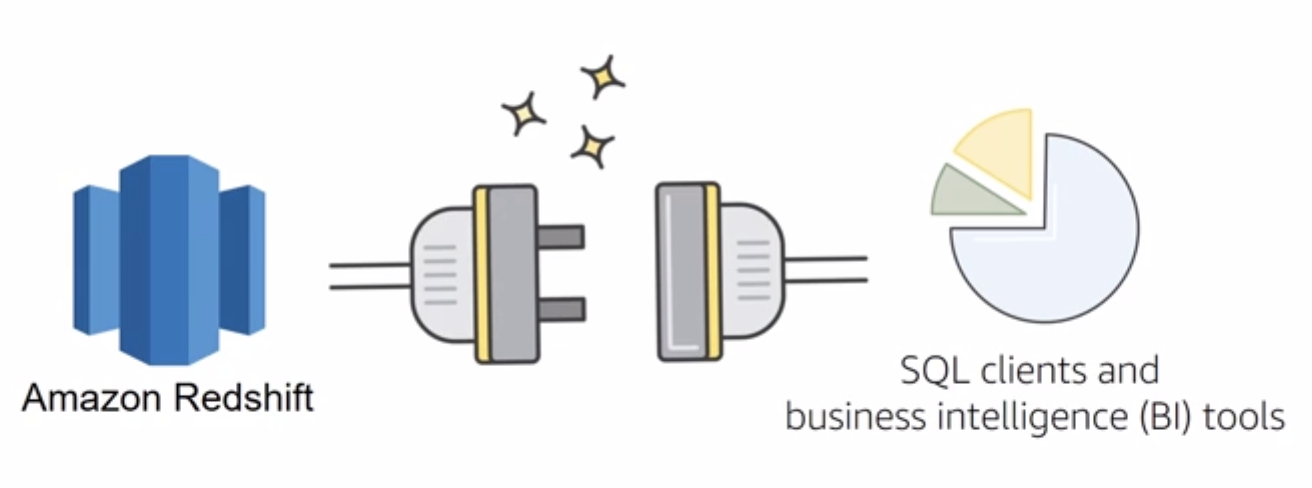 Amazon Redshift
SQL clients and
business intelligence (BI) tools